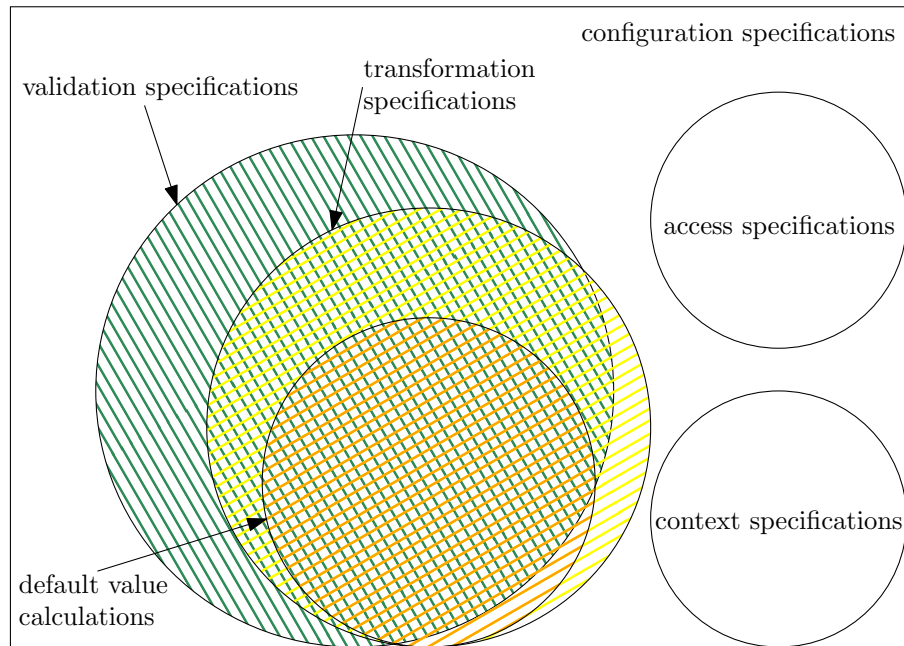 configuration specifications
transformation
specifications
validation specifications
access specifications
context specifications
default value
calculations